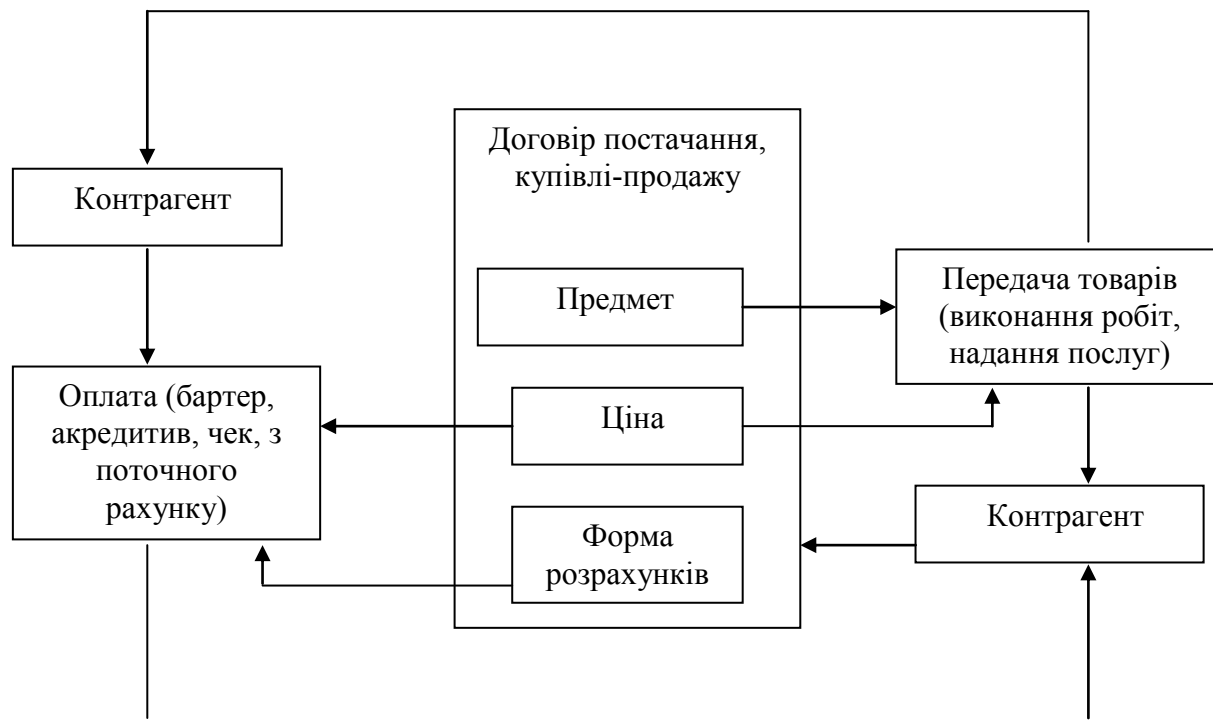 Договір постачання,
купівлі-продажу
Контрагент
Предмет
Передача товарів
(виконання робіт,
надання послуг)
Оплата (бартер,
акредитив, чек, з
поточного
рахунку)
Ціна
Контрагент
Форма
розрахунків